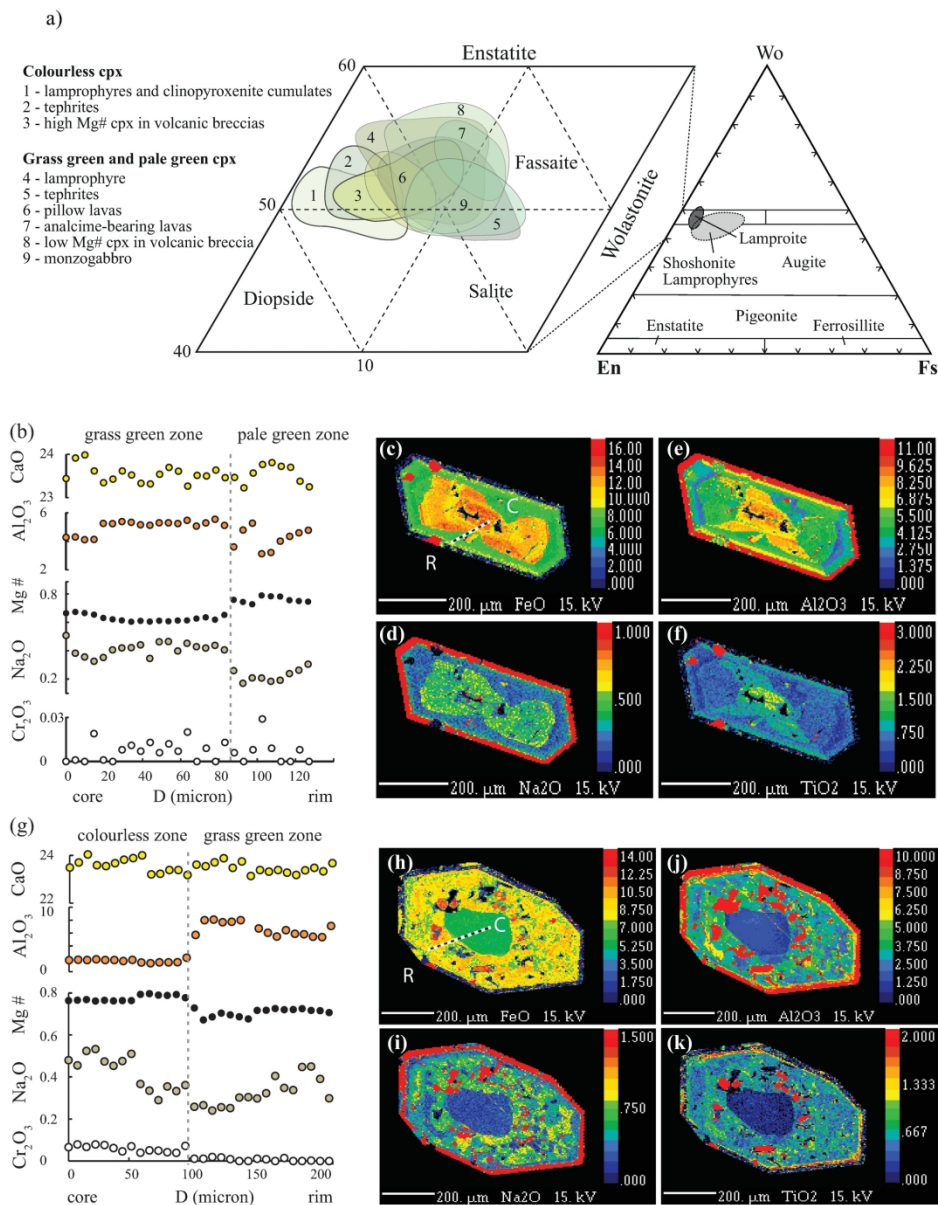 a)
Colourless cpx
1 - lamprophyres and clinopyroxenite cumulates
2 - tephrites
3 - high Mg# cpx in volcanic breccias
Grass green and pale green cpx
4 - lamprophyre
5 - tephrites
6 - pillow lavas
7 - analcime-bearing lavas
8 - low Mg# cpx in volcanic breccia
9 - monzogabbro
Enstatite
60
8
4
7
2
Fassaite
6
1
3
50
9
5
Wolastonite
Diopside
Salite
40
10
Wo
Lamproite
Shoshonite
Lamprophyres
Augite
Pigeonite
Enstatite
Ferrosillite
En
Fs
(b)
grass green zone
pale green zone
CaO
24
23
Al2O3
6
2
Mg #
0.8
Na2O
0.2
Cr2O3
0.03
0
0 20 40 60 80 100 120
core
D (micron)
rim
(c)
C
R
200. μm FeO 15. kV
16.00
14.00
12.00
10.000
8.000
6.000
4.000
2.000
.000
(e)
200. μm Al2O3 15. kV
11.00
9.625
8.250
6.875
5.500
4.125
2.750
1.375
.000
(d)
200. μm Na2O 15. kV
1.000
.500
.000
(f)
200. μm TiO2 15. kV
3.000
2.250
1.500
.750
.000
(g)
colourless zone
grass green zone
CaO
24
22
Al2O3
10
0
Mg #
0.8
0.6
Na2O
0.4
0.2
Cr2O3
0
0 50 100 150 200
core
D (micron)
rim
(h)
C
R
200. μm FeO 15. kV
14.00
12.25
10.50
8.750
7.000
5.250
3.500
1.750
.000
(j)
200. μm Al2O3 15. kV
10.000
8.750
7.500
6.250
5.000
3.750
2.500
1.250
.000
(i)
200. μm Na2O 15. kV
1.500
.750
.000
(k)
200. μm TiO2 15. kV
2.000
1.333
.667
.000